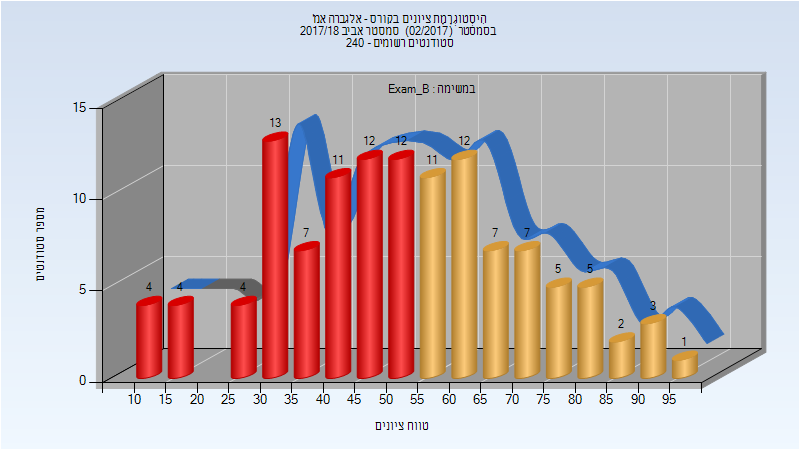 היסטוגרמת ציונים בקורס - אלגברה אמ'
בסמסטר (02/2017) סמסטר אביב 2017/18
סטודנטים רשומים - 240
במשימה : Exam_B
מספר סטודנטים
15
10
5
0
4 4 4 13 7 11 12 12 11 12 7 7 5 5 2 3 1
10 15 20 25 30 35 40 45 50 55 60 65 70 75 80 85 90 95
טווח ציונים